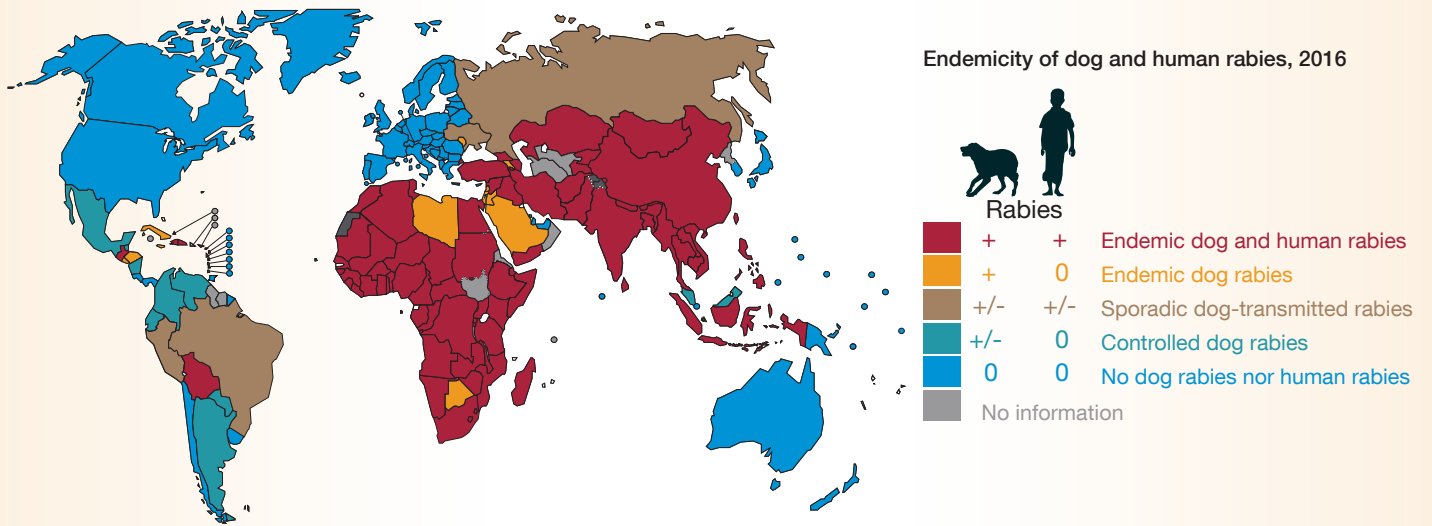 Endemicity of dog and human rabies, 2016
Rabies
+ + Endemic dog and human rabies
+ 0 Endemic dog rabies
+/- +/- Sporadic dog-transmitted rabies
+/- 0 Controlled dog rabies
0 0 No dog rabies nor human rabies
No information